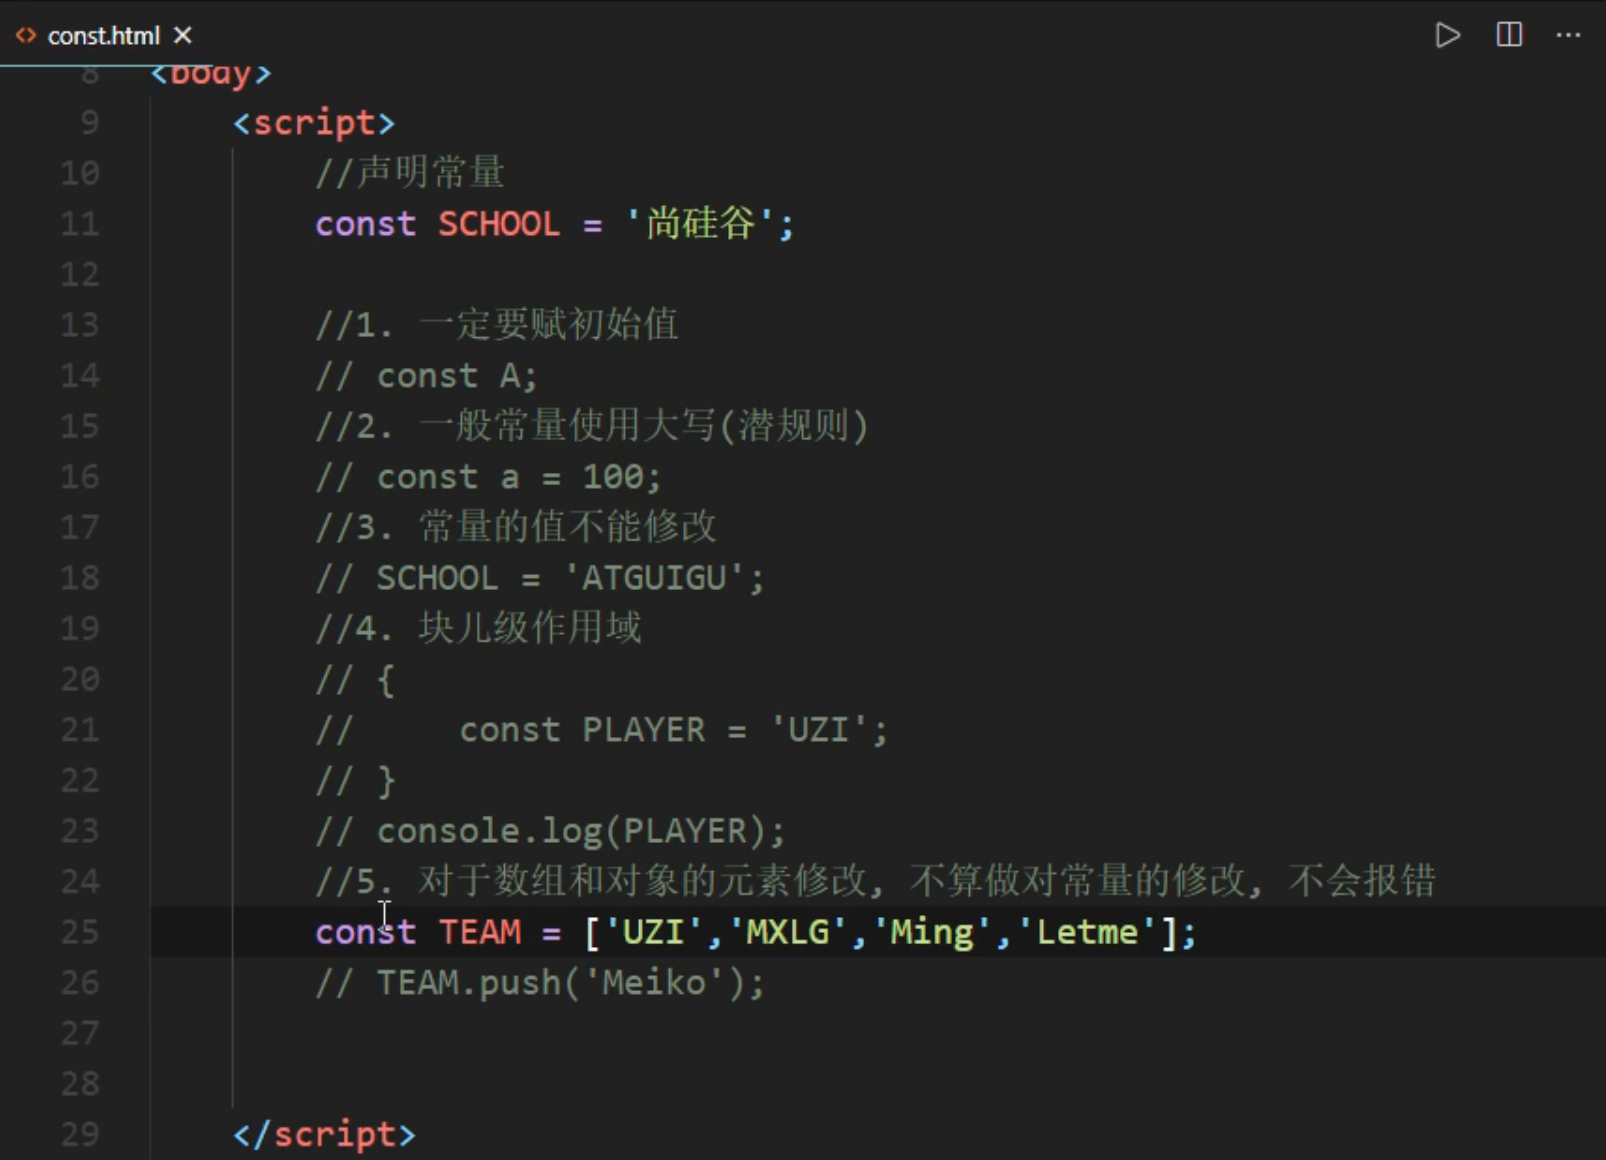 const.html
8 <body>
9 <script>
10 //声明常量
11 const SCHOOL = '尚硅谷';
12
13 //1. 一定要赋初始值
14 // const A;
15 //2. 一般常量使用大写(潜规则)
16 // const a = 100;
17 //3. 常量的值不能修改
18 // SCHOOL = 'ATGUIGU';
19 //4. 块儿级作用域
20 // {
21 //     const PLAYER = 'UZI';
22 // }
23 // console.log(PLAYER);
24 //5. 对于数组和对象的元素修改, 不算做对常量的修改, 不会报错
25 const TEAM = ['UZI','MXLG','Ming','Letme'];
26 // TEAM.push('Meiko');
27
28
29 </script>